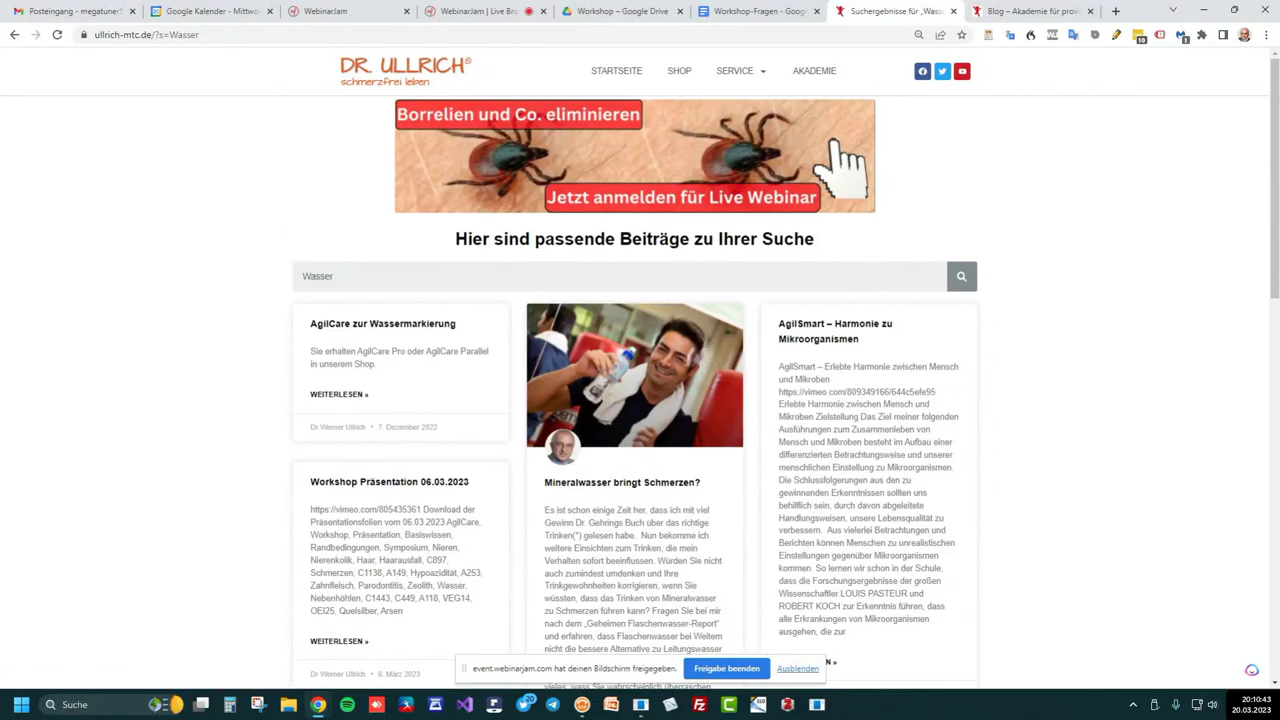 Posteingang - megatuner5
Google Kalender - Mittwoc
WebinarJam
WebinarJam | Live Bro
Workshop – Google Drive
Workshop-Fragen - Google
Suchergebnisse für „Wass
Blog – Akademie für provi
ullrich-mtc.de/?s=Wasser
DR. ULLRICH®
schmerzfrei leben
STARTSEITE
SHOP
SERVICE
AKADEMIE
Borrelien und Co. eliminieren
Jetzt anmelden für Live Webinar
Hier sind passende Beiträge zu Ihrer Suche
Wasser
AgilCare zur Wassermarkierung
Sie erhalten AgilCare Pro oder AgilCare Parallel
in unserem Shop.
WEITERLESEN »
Dr Werner Ullrich • 7. Dezember 2022
Workshop Präsentation 06.03.2023
https://vimeo.com/805435361 Download der
Präsentationsfolien vom 06.03.2023 AgilCare,
Workshop, Präsentation, Basiswissen,
Randbedingungen, Symposium, Nieren,
Nierenkolik, Haar, Haarausfall, C897,
Schmerzen, C1138, A149, Hypoazidität, A253,
Zahnfleisch, Parodontitis, Zeolith, Wasser,
Nebenhöhlen, C1443, C449, A118, VEG14,
OEI25, Quelsilber, Arsen
WEITERLESEN »
Dr Werner Ullrich • 6. März 2023
Mineralwasser bringt Schmerzen?
Es ist schon einige Zeit her, dass ich mit viel
Gewinn Dr. Gehrings Buch über das richtige
Trinken(*) gelesen habe. Nun bekomme ich
weitere Einsichten zum Trinken, die mein
Verhalten sofort beeinflussen. Würden Sie nicht
auch zumindest umdenken und Ihre
Trinkgewohnheiten korrigieren, wenn Sie
wüssten, dass das Trinken von Mineralwasser
zu Schmerzen führen kann? Fragen Sie bei mir
nach dem „Geheimen Flaschenwasser-Report“
und erfahren, dass Flaschenwasser bei Weitem
nicht die bessere Alternative zu Leitungswasser
vieles, was Sie wahrscheinlich überraschen
AgilSmart – Harmonie zu
Mikroorganismen
AgilSmart – Erlebte Harmonie zwischen Mensch
und Mikroben
https://vimeo.com/809349166/644c5efe95
Erlebte Harmonie zwischen Mensch und
Mikroben Zielstellung Das Ziel meiner folgenden
Ausführungen zum Zusammenleben von
Mensch und Mikroben besteht im Aufbau einer
differenzierten Betrachtungsweise und unserer
menschlichen Einstellung zu Mikroorganismen.
Die Schlussfolgerungen aus den zu
gewinnenden Erkenntnissen sollten uns
behilflich sein, durch davon abgeleitete
Handlungsweisen, unsere Lebensqualität zu
verbessern. Aus vielerlei Betrachtungen und
Berichten können Menschen zu unrealistischen
Einstellungen gegenüber Mikroorganismen
kommen. So lernen wir schon in der Schule,
dass die Forschungsergebnisse der großen
Wissenschaftler LOUIS PASTEUR und
ROBERT KOCH zur Erkenntnis führen, dass
alle Erkrankungen von Mikroorganismen
ausgehen, die zur
N »
event.webinarjam.com hat deinen Bildschirm freigegeben.
Freigabe beenden
Ausblenden
Suche
20:10:43
20.03.2023